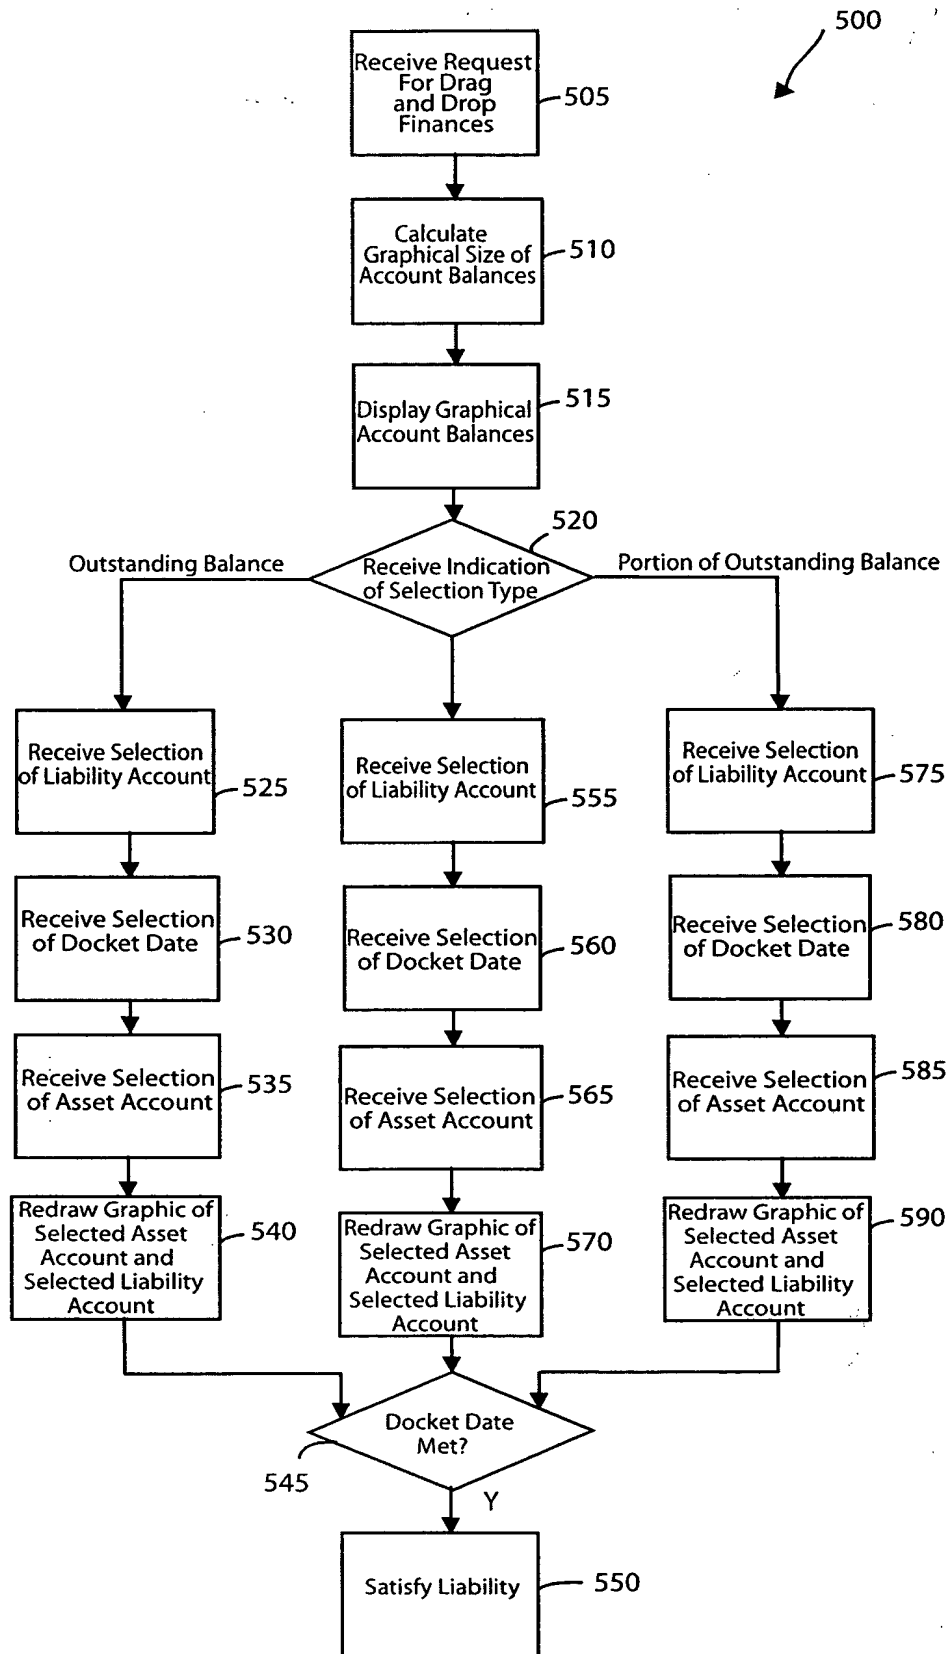 500
Receive Request
For Drag
and Drop
Finances
505
Calculate
Graphical Size of
Account Balances
510
Display Graphical
Account Balances
515
520
Outstanding Balance
Receive Indication
of Selection Type
Portion of Outstanding Balance
Receive Selection
of Liability Account
525
Receive Selection
of Liability Account
555
Receive Selection
of Liability Account
575
Receive Selection
of Docket Date
530
Receive Selection
of Docket Date
560
Receive Selection
of Docket Date
580
Receive Selection
of Asset Account
535
Receive Selection
of Asset Account
565
Receive Selection
of Asset Account
585
Redraw Graphic of
Selected Asset
Account and
Selected Liability
Account
540
Redraw Graphic of
Selected Asset
Account and
Selected Liability
Account
570
Redraw Graphic of
Selected Asset
Account and
Selected Liability
Account
590
Docket Date
Met?
545
Y
Satisfy Liability
550